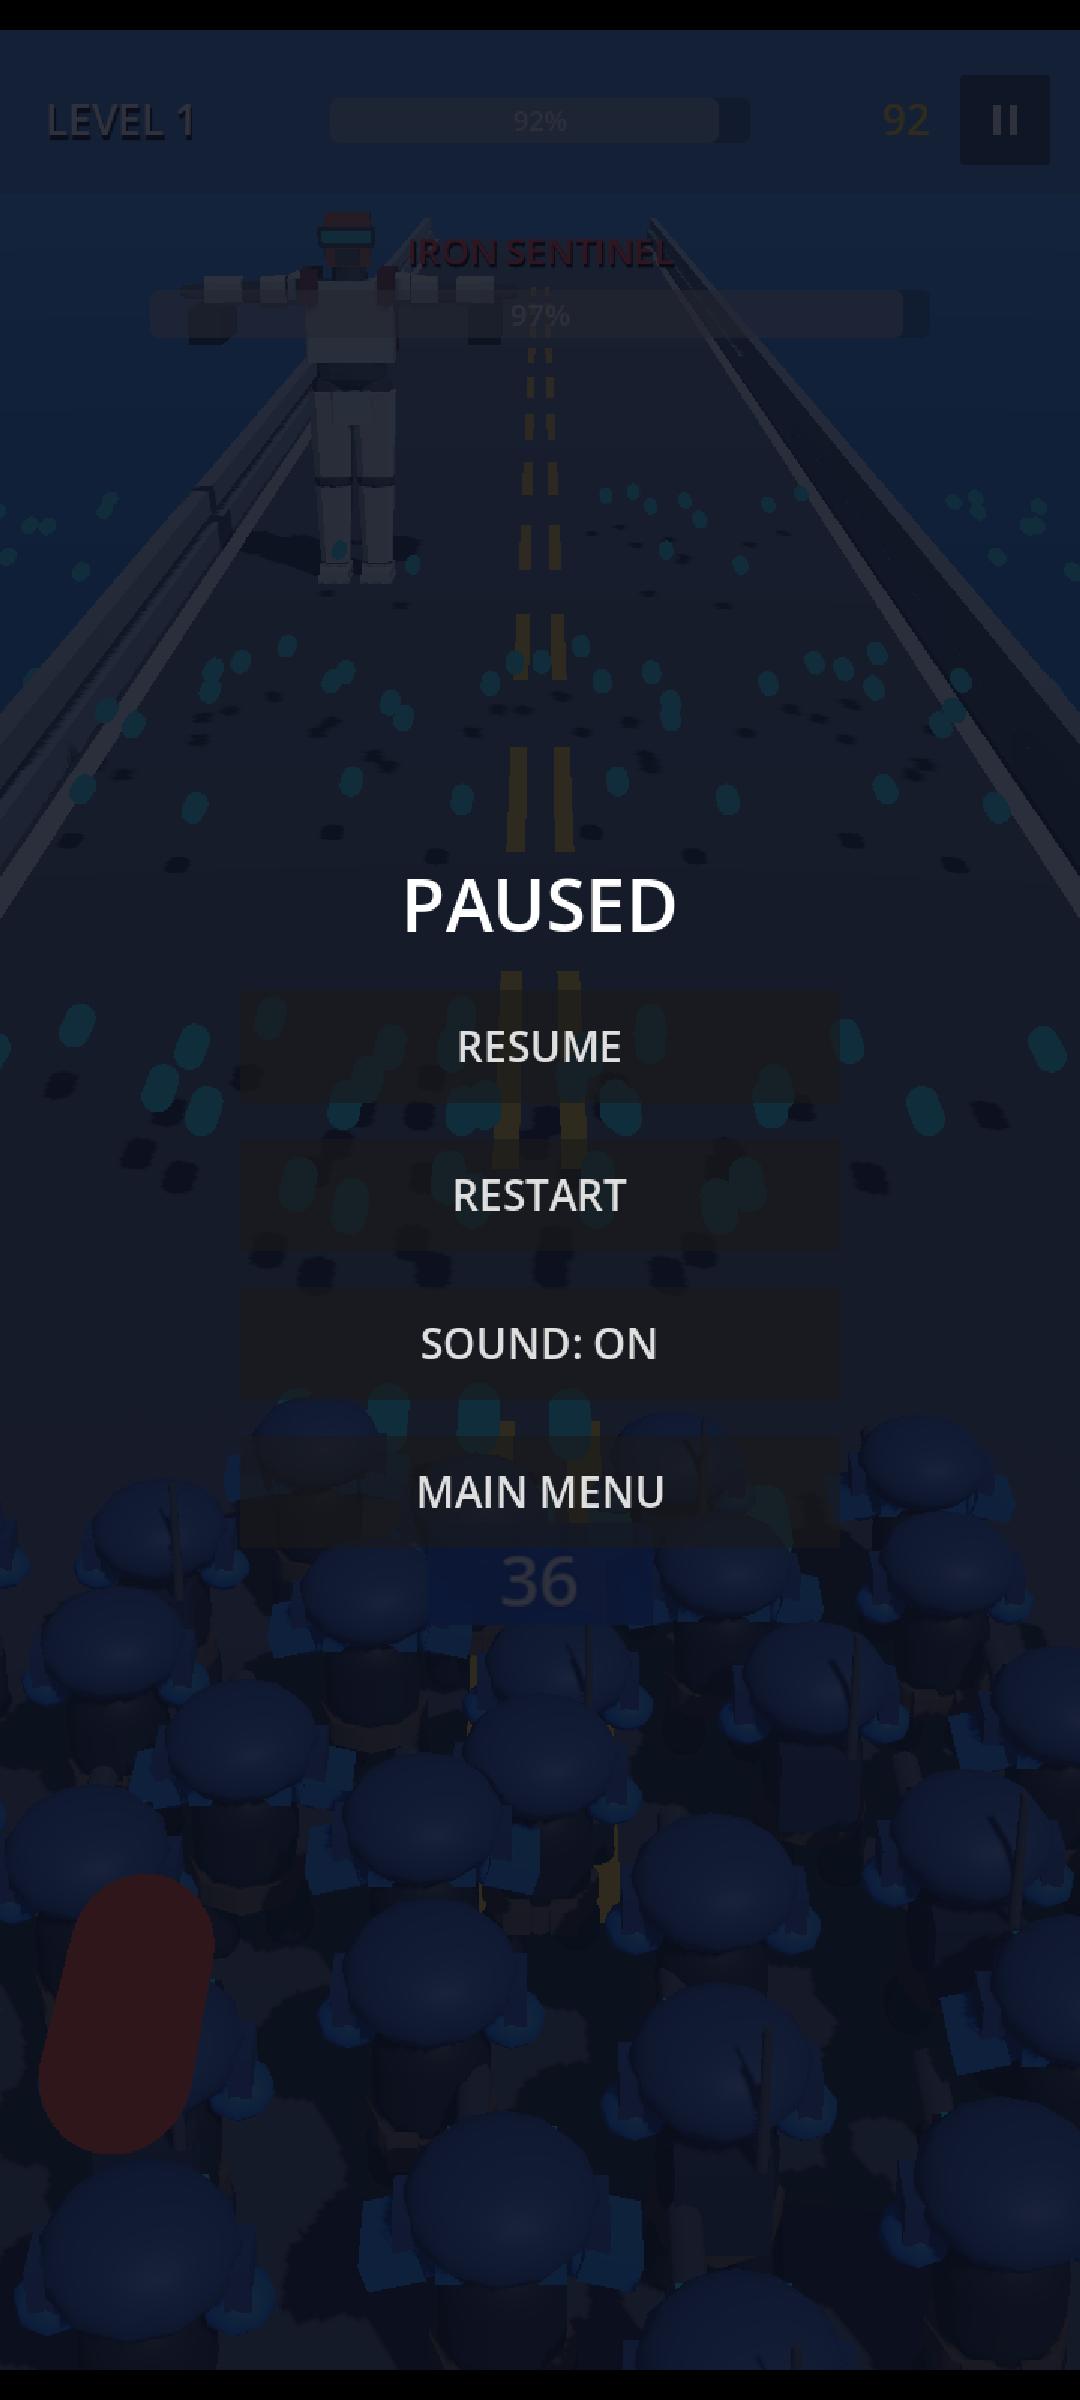 LEVEL 1
92%
92
IRON SENTINEL
97%
PAUSED
RESUME
RESTART
SOUND: ON
MAIN MENU
36